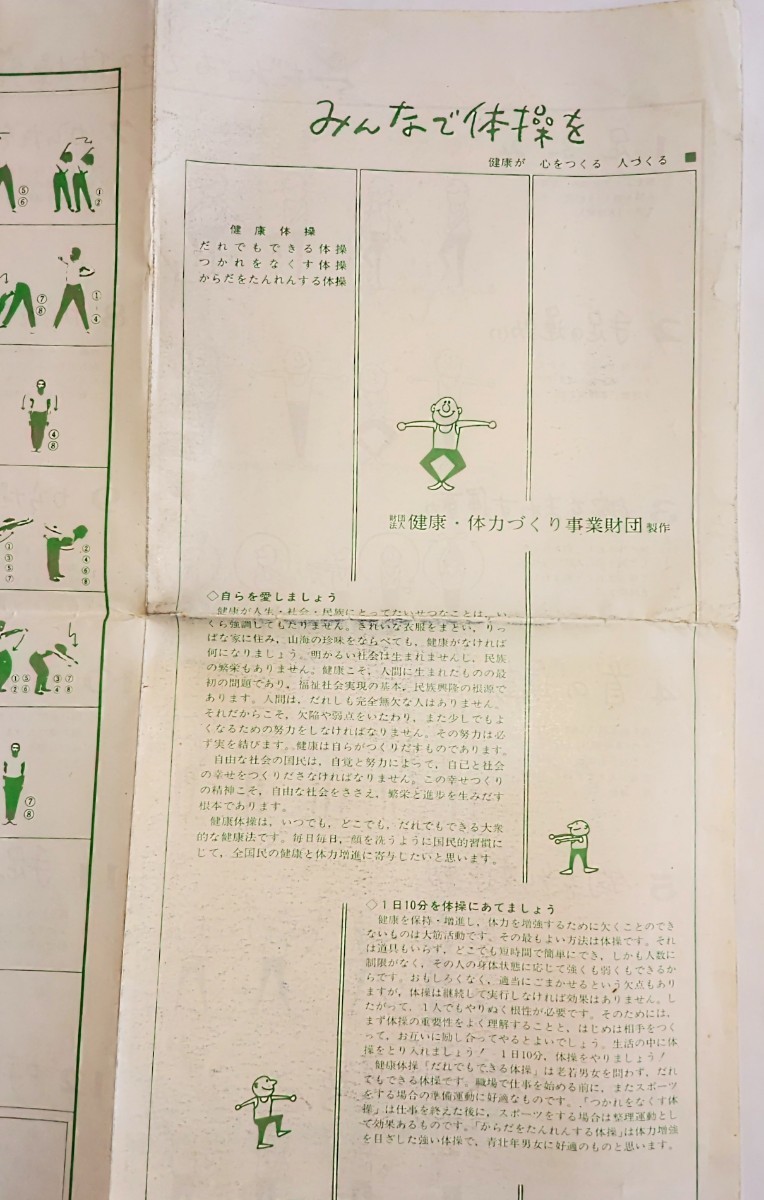 みんなで体操を
健康が 心をつくる 人づくる
健康体操
だれでもできる体操
つかれをなくす体操
からだをたんれんする体操
財団法人 健康・体力づくり事業財団 製作
◇自らを愛しましょう
健康が人生・社会・民族にとってたいせつなことは，い
くら強調してもたりません。きれいな衣服をまとい，りっ
ぱな家に住み，山海の珍味をならべても，健康がなければ
何になりましょう。明かるい社会は生まれませんし，民族
の繁栄もありません。健康こそ，人間に生まれたものの最
初の問題であり，福祉社会実現の基本，民族興隆の根源で
あります。人間は，だれしも完全無欠な人はありません。
それだからこそ，欠陥や弱点をいたわり，また少しでもよ
くなるための努力をしなければなりません。その努力は必
ず実を結びます。健康は自らがつくりだすものであります。
自由な社会の国民は，自覚と努力によって，自己と社会
の幸せをつくりださなければなりません。この幸せつくり
の精神こそ，自由な社会をささえ，繁栄と進歩を生みだす
根本であります。
健康体操は，いつでも，どこでも，だれでもできる大衆
的な健康法です。毎日毎日，顔を洗うように国民的習慣に
して，全国民の健康と体力増進に寄与したいと思います。
◇1日10分を体操にあてましょう
健康を保持・増進し，体力を増強するために欠くことのでき
ないものは大筋活動です。その最もよい方法は体操です。それ
は道具もいらず，どこでも短時間で簡単にでき，しかも人数に
制限がなく，その人の身体状態に応じて強くも弱くもできるか
らです。おもしろくなく，適当にごまかせるという欠点もあり
ますが，体操は継続して実行しなければ効果はありません。し
たがって，1人でもやりぬく根性が必要です。そのためには，
まず体操の重要性をよく理解することと，はじめは相手をつく
って，お互いに励し合ってやるとよいでしょう。生活の中に体
操をとり入れましょう！ 1日10分，体操をやりましょう！
健康体操「だれでもできる体操」は老若男女を問わず，だれ
でもできる体操です。職場で仕事を始める前に，またスポーツ
をする場合の準備運動に好適なものです。「つかれをなくす体
操」は仕事を終えた後に，スポーツをする場合は整理運動とし
て効果あるものです。「からだをたんれんする体操」は体力増強
を目ざした強い体操で，青壮年男女に好適のものと思います。
⑤
⑥
①
②
⑦
⑧
①
④
④
⑧
①
③
⑤
⑦
②
④
⑥
⑧
①
②
⑤
⑥
③
④
⑦
⑧
⑦
⑧